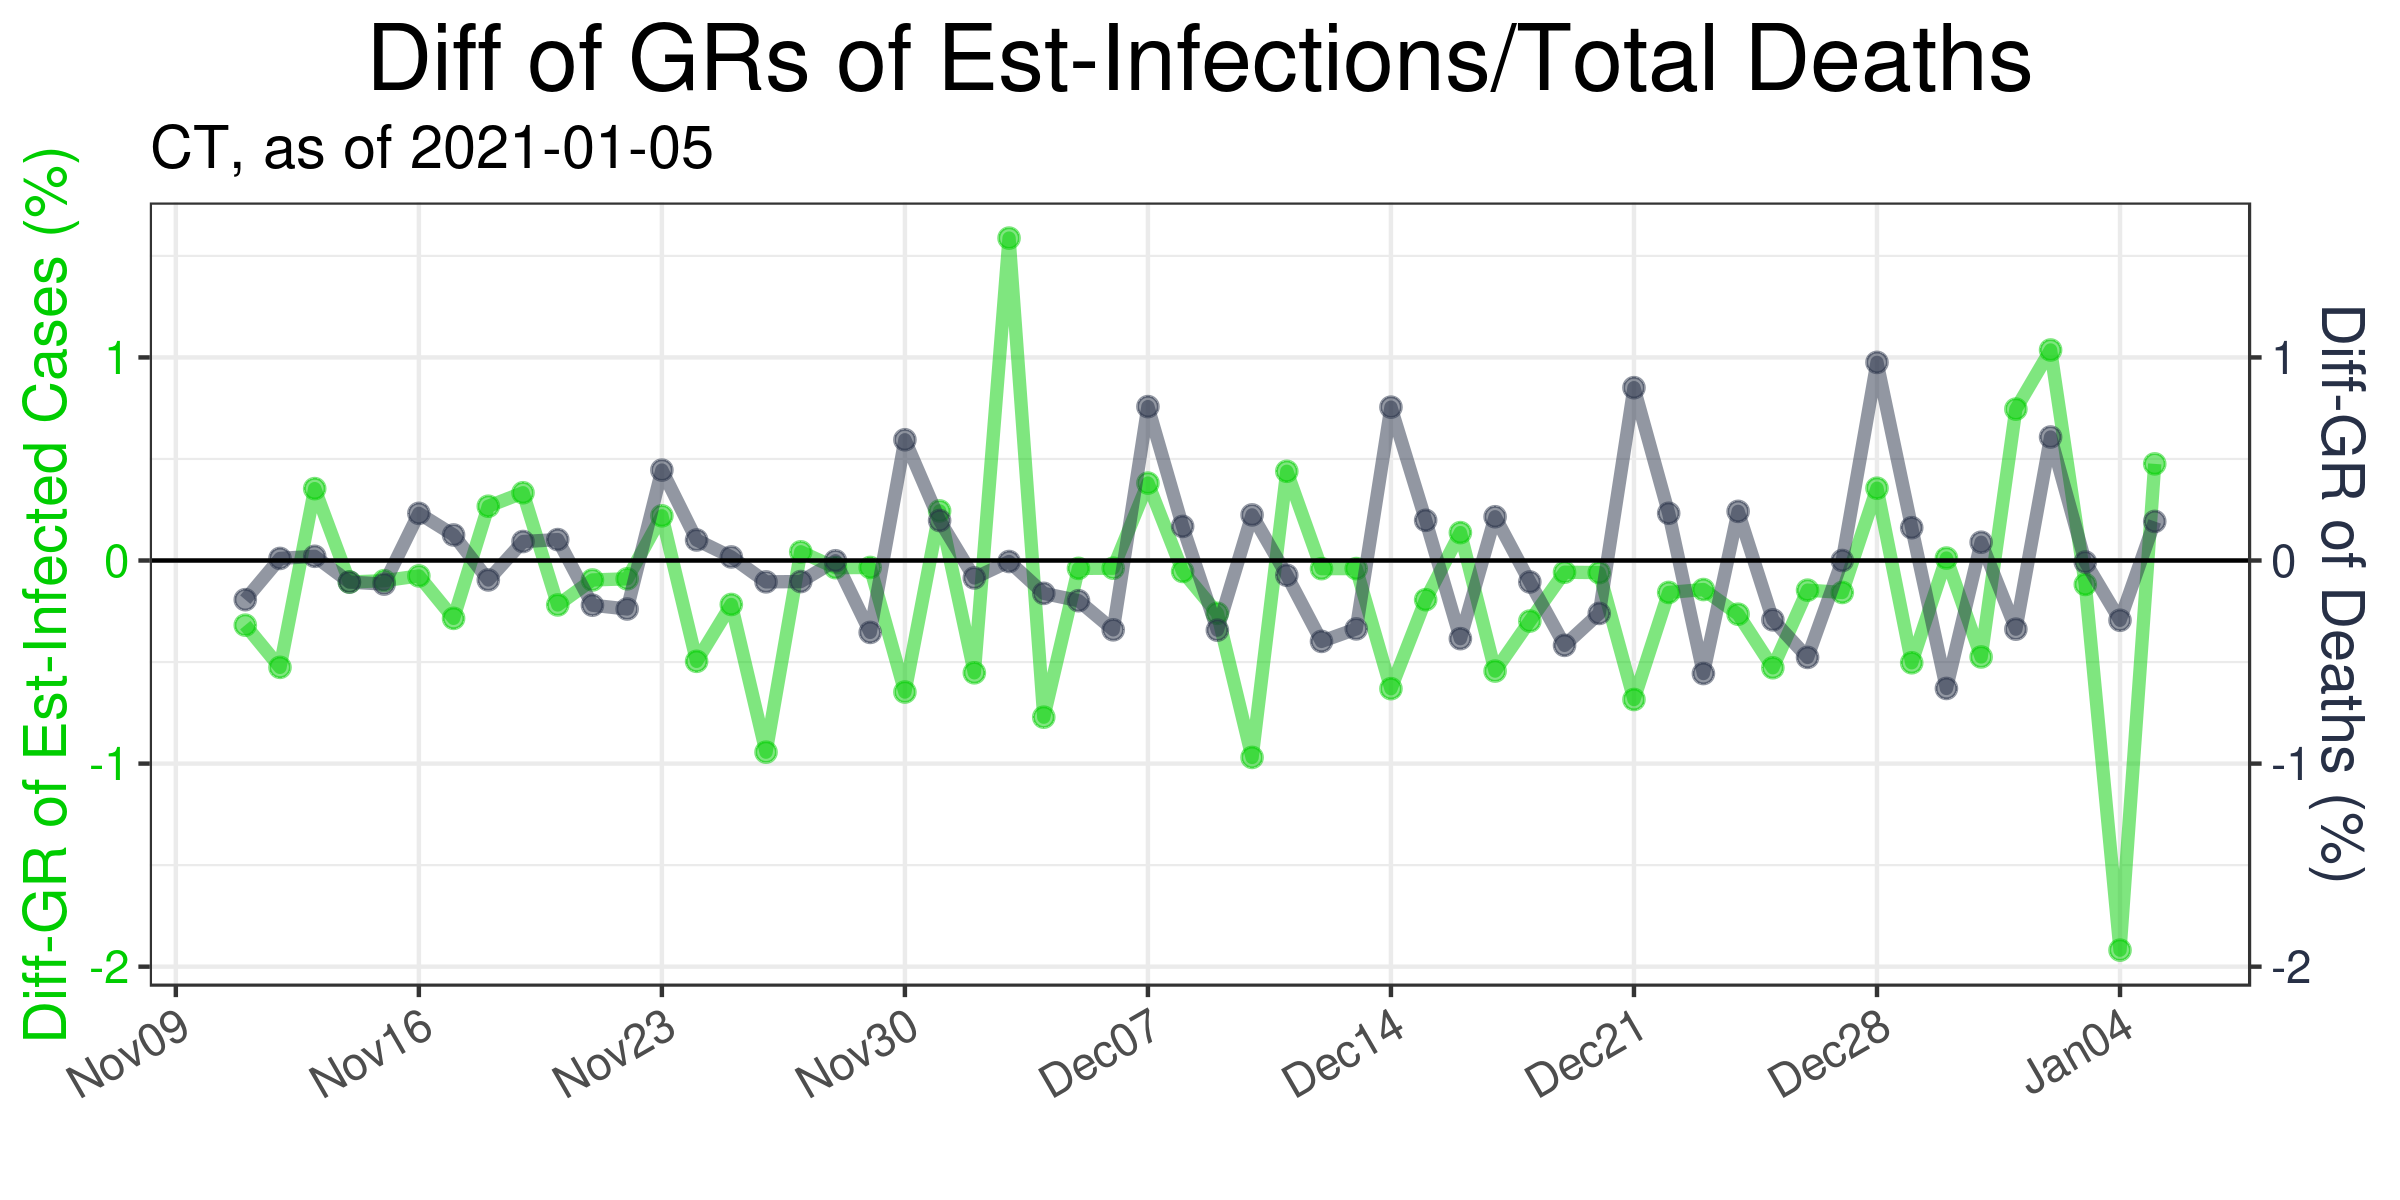 Diff of GRs of Est-Infections/Total Deaths
CT, as of 2021-01-05
Diff-GR of Est-Infected Cases (%)
1
0
-1
-2
1
0
-1
-2
Diff-GR of Deaths (%)
Nov09
Nov16
Nov23
Nov30
Dec07
Dec14
Dec21
Dec28
Jan04